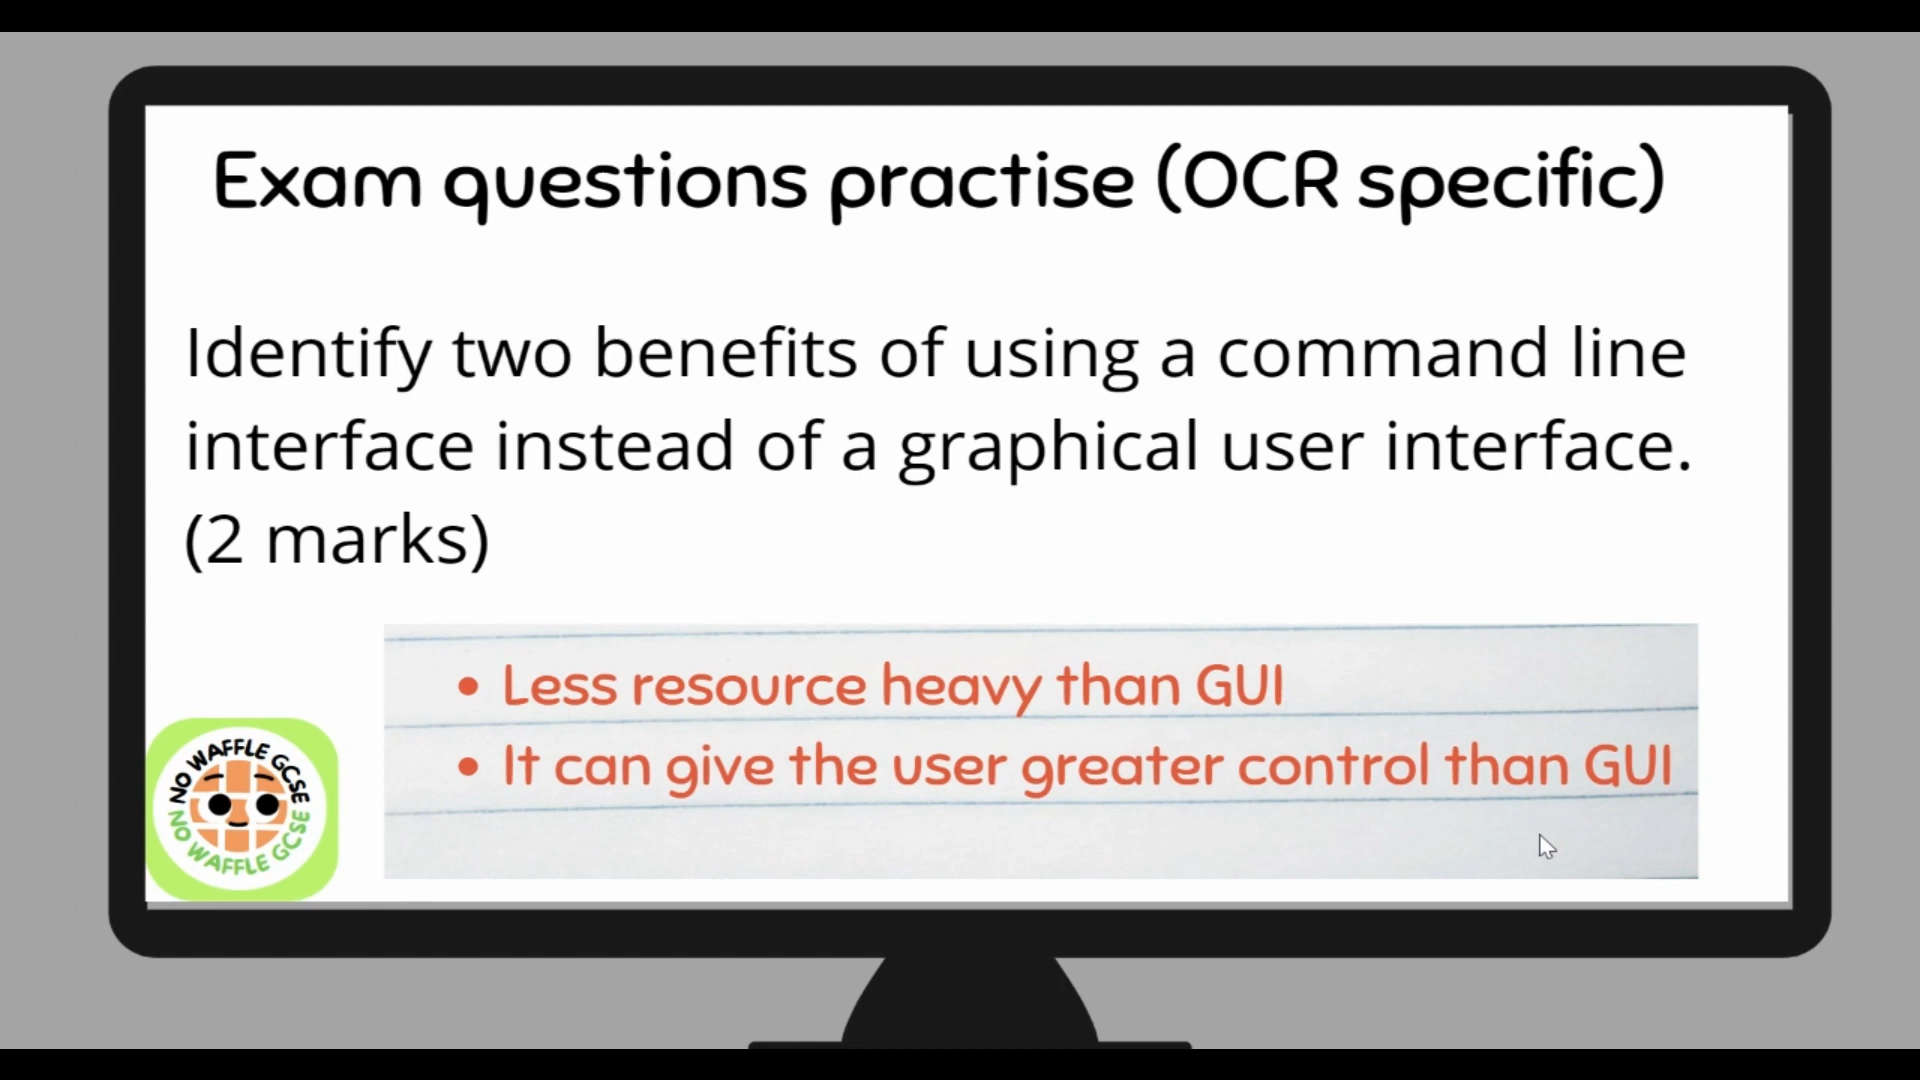 Exam questions practise (OCR specific)
Identify two benefits of using a command line
interface instead of a graphical user interface.
(2 marks)
• Less resource heavy than GUI
• It can give the user greater control than GUI
NO WAFFLE GCSE
NO WAFFLE GCSE